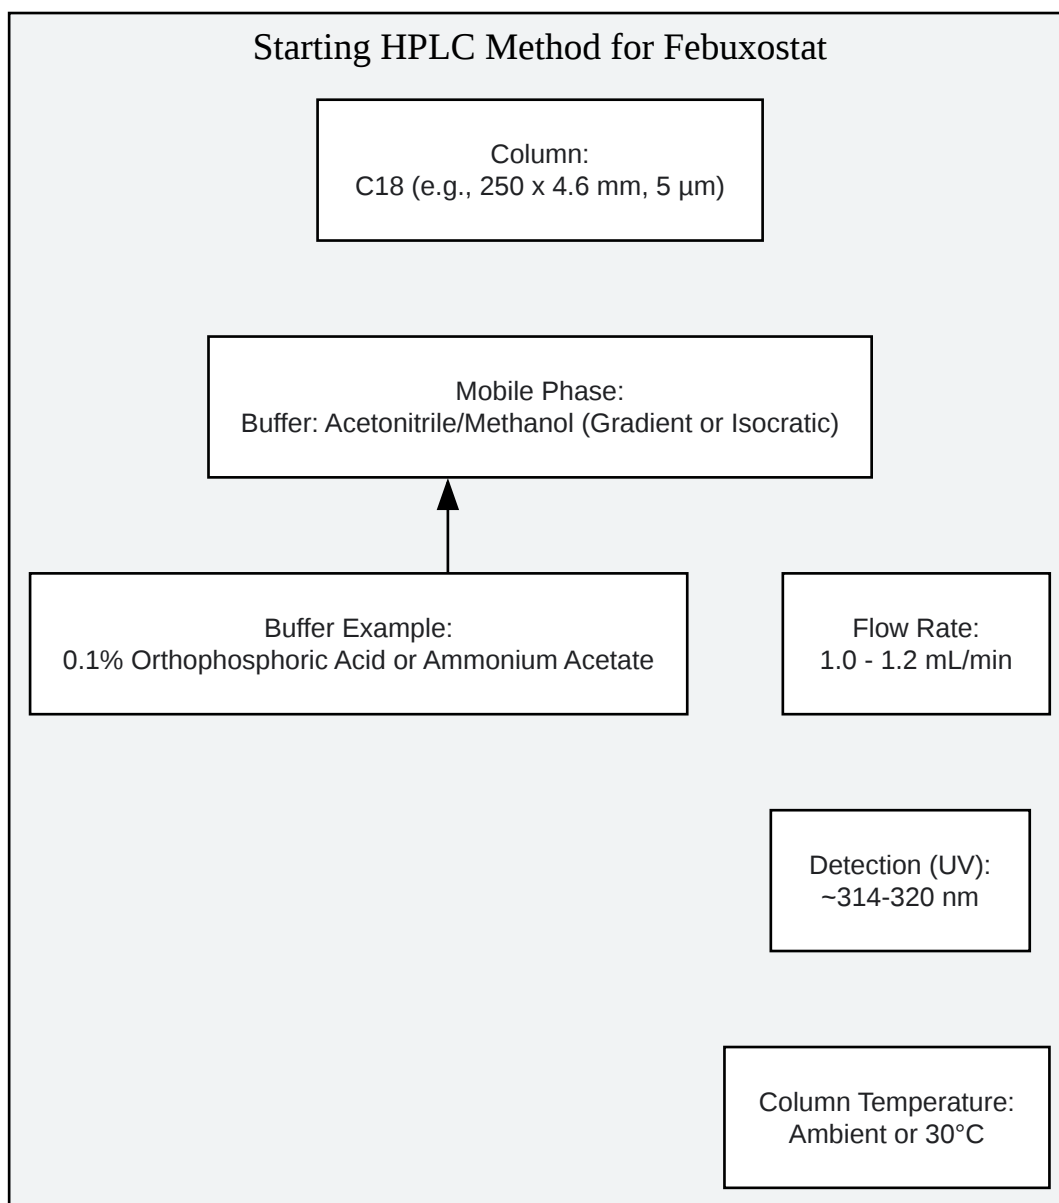 Starting HPLC Method for Febuxostat
Column:
C18 (e.g., 250 x 4.6 mm, 5 µm)
Mobile Phase:
Buffer: Acetonitrile/Methanol (Gradient or Isocratic)
Buffer Example:
0.1% Orthophosphoric Acid or Ammonium Acetate
Flow Rate:
1.0 - 1.2 mL/min
Detection (UV):
~314-320 nm
Column Temperature:
Ambient or 30°C